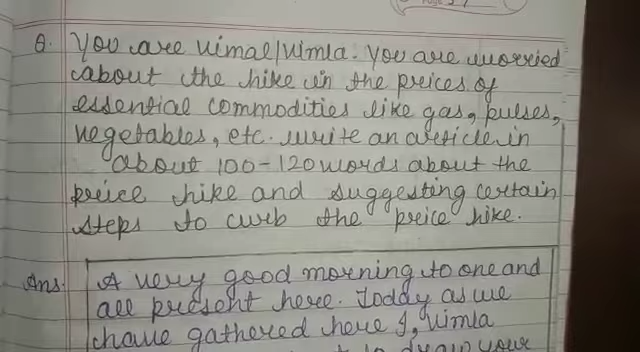 Q. You are Vimal/Vimla. You are worried
about the hike in the prices of
essential commodities like gas, pulses,
vegetables, etc. write an article in
about 100-120 words about the
price hike and suggesting certain
steps to curb the price hike.
Ans. A very good morning to one and
all present here. Today as we
have gathered here I, Vimla
to your